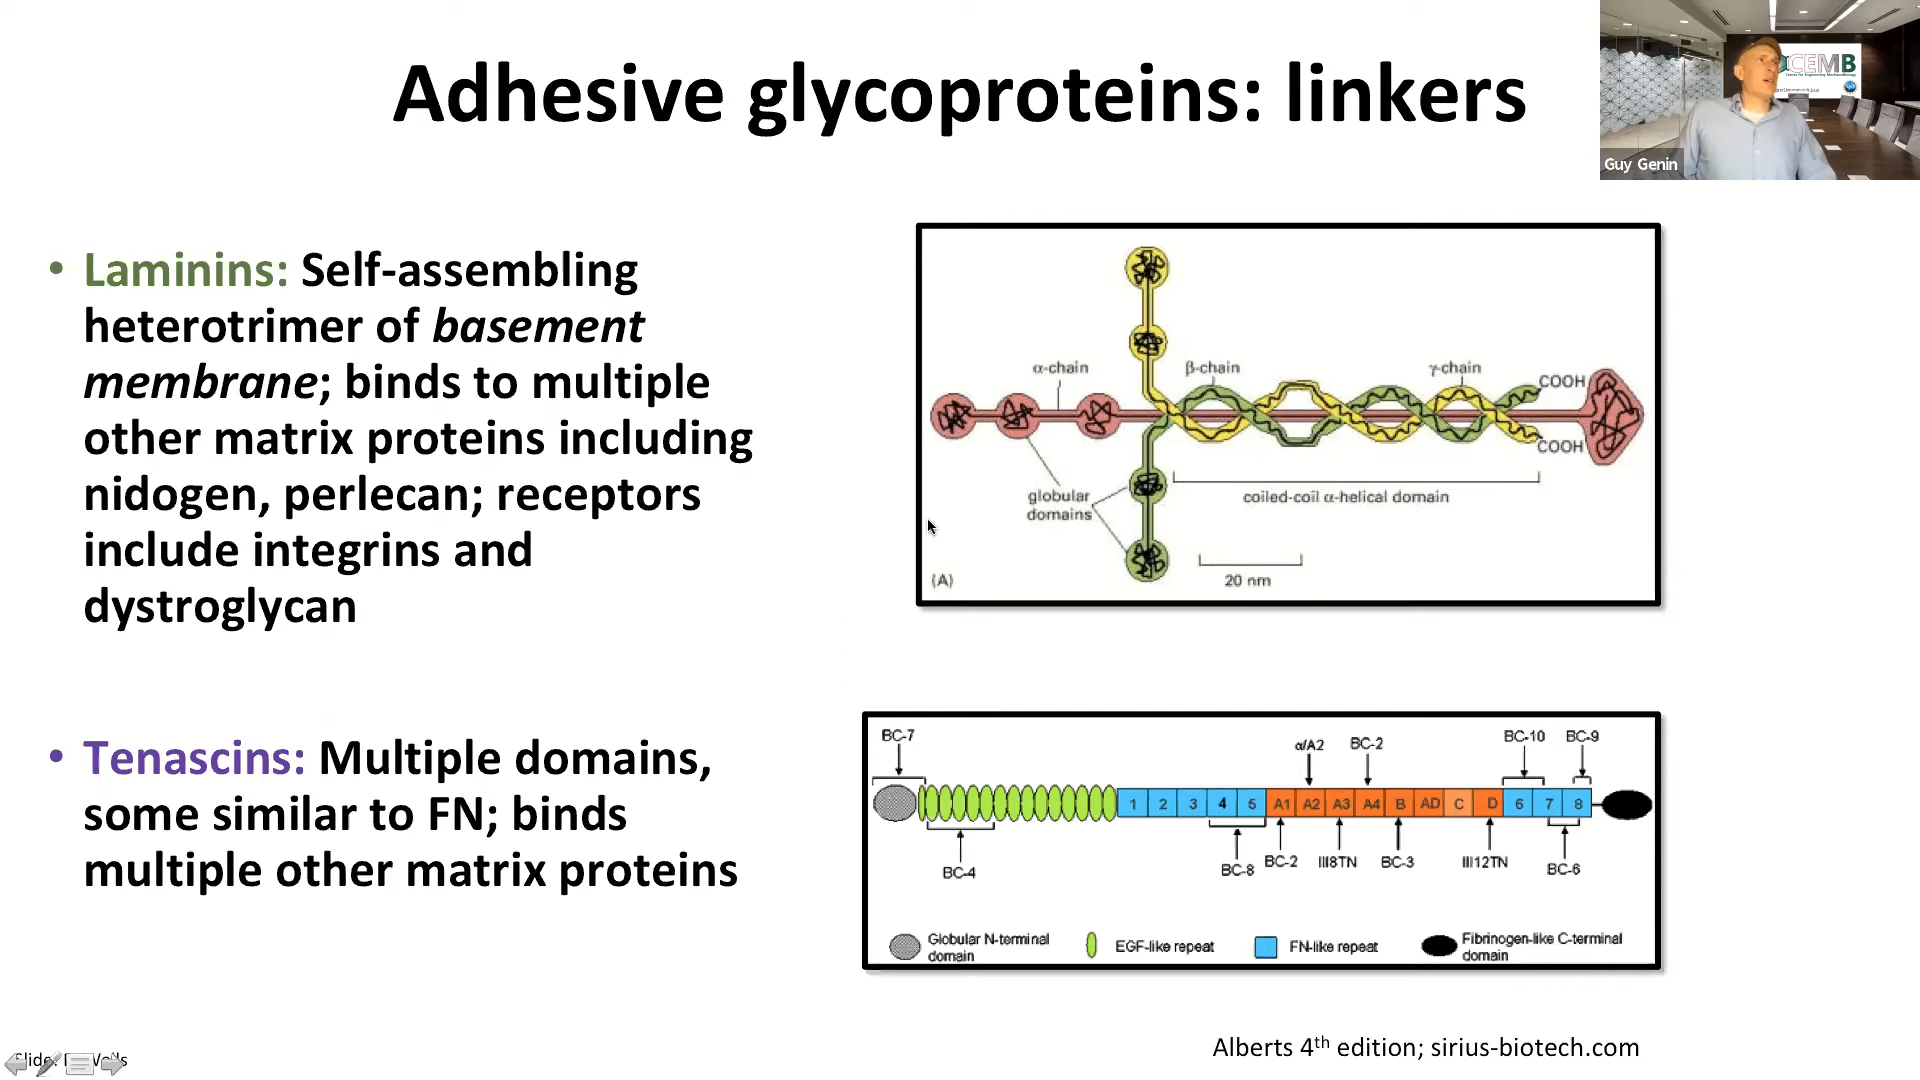 Adhesive glycoproteins: linkers
CEMB
Guy Genin
• Laminins: Self-assembling
heterotrimer of basement
membrane; binds to multiple
other matrix proteins including
nidogen, perlecan; receptors
include integrins and
dystroglycan
α-chain
β-chain
γ-chain
COOH
COOH
globular
domains
coiled-coil α-helical domain
20 nm
(A)
• Tenascins: Multiple domains,
some similar to FN; binds
multiple other matrix proteins
BC-7
α/A2 BC-2 BC-10 BC-9
1 2 3 4 5 A1 A2 A3 A4 B AD C D 6 7 8
BC-4
BC-8 BC-2 III8TN BC-3 III12TN BC-6
Globular N-terminal
domain
EGF-like repeat
FN-like repeat
Fibrinogen-like C-terminal
domain
Alberts 4th edition; sirius-biotech.com
Slide: Wells